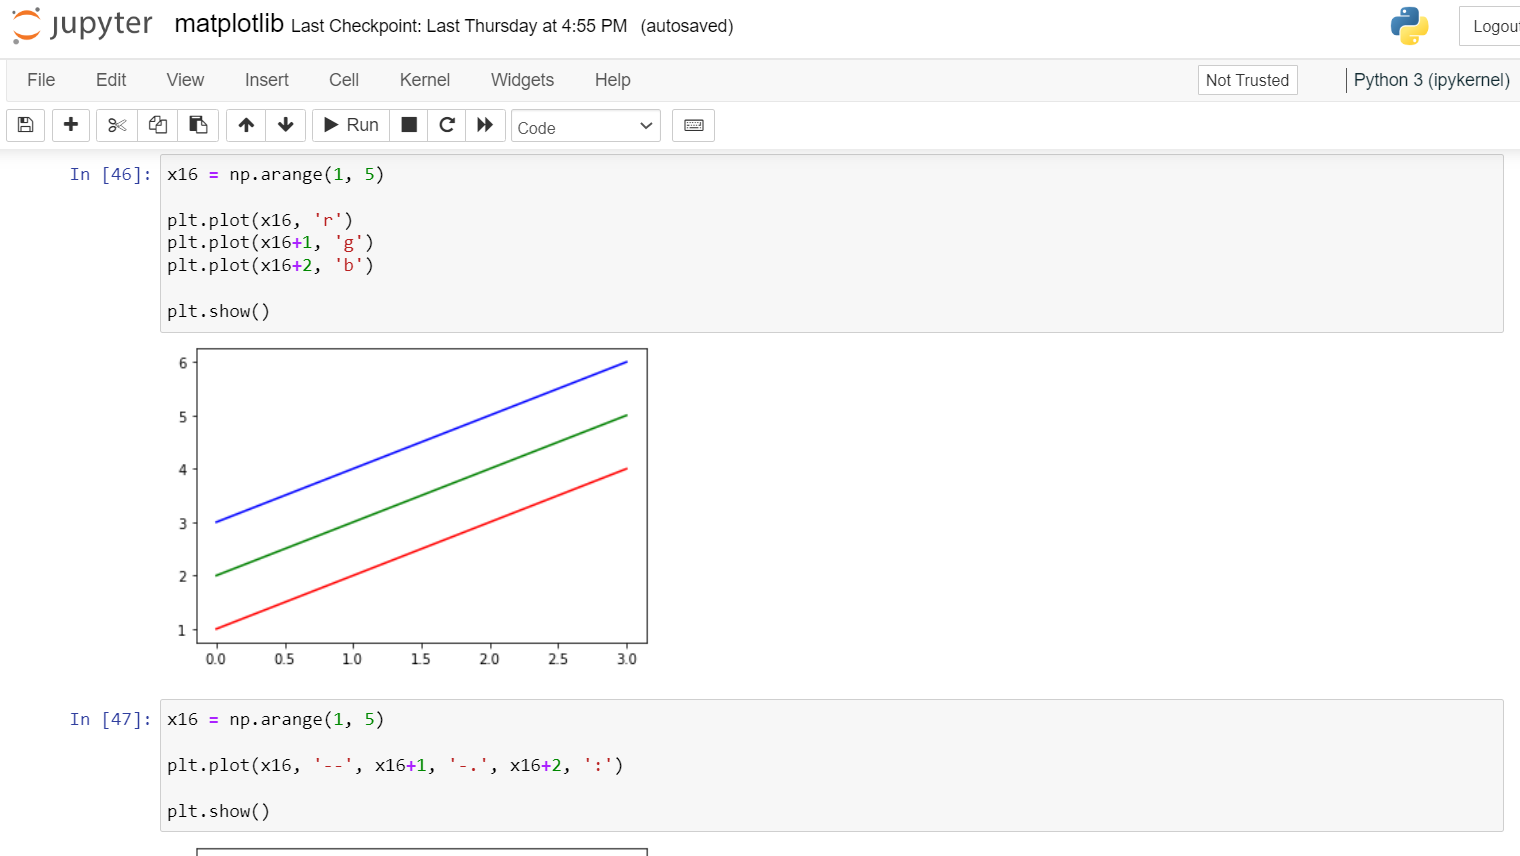 jupyter matplotlib Last Checkpoint: Last Thursday at 4:55 PM (autosaved)
Logout
File Edit View Insert Cell Kernel Widgets Help Not Trusted Python 3 (ipykernel)
Run Code
In [46]: x16 = np.arange(1, 5)
plt.plot(x16, 'r')
plt.plot(x16+1, 'g')
plt.plot(x16+2, 'b')
plt.show()
6
5
4
3
2
1
0.0 0.5 1.0 1.5 2.0 2.5 3.0
In [47]: x16 = np.arange(1, 5)
plt.plot(x16, '--', x16+1, '-.', x16+2, ':')
plt.show()